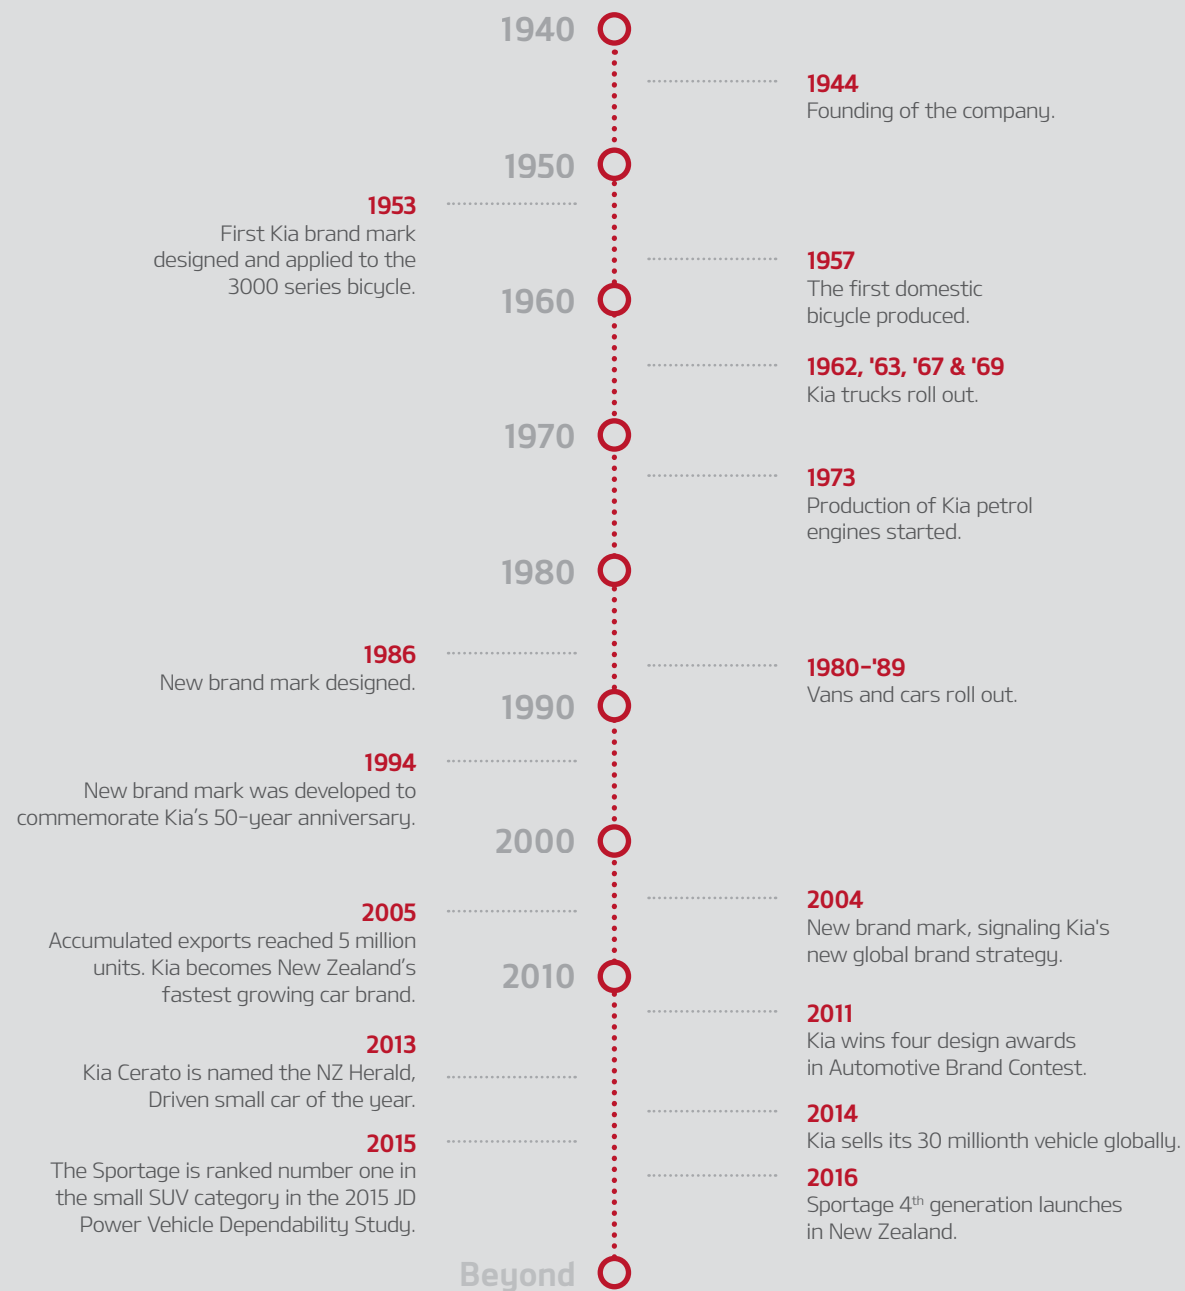 1940
1944
Founding of the company.
1950
1953
First Kia brand mark
designed and applied to the
3000 series bicycle.
1957
The first domestic
bicycle produced.
1960
1962, '63, '67 & '69
Kia trucks roll out.
1970
1973
Production of Kia petrol
engines started.
1980
1986
New brand mark designed.
1980-'89
Vans and cars roll out.
1990
1994
New brand mark was developed to
commemorate Kia's 50-year anniversary.
2000
2004
New brand mark, signaling Kia's
new global brand strategy.
2005
Accumulated exports reached 5 million
units. Kia becomes New Zealand's
fastest growing car brand.
2010
2011
Kia wins four design awards
in Automotive Brand Contest.
2013
Kia Cerato is named the NZ Herald,
Driven small car of the year.
2014
Kia sells its 30 millionth vehicle globally.
2015
The Sportage is ranked number one in
the small SUV category in the 2015 JD
Power Vehicle Dependability Study.
2016
Sportage 4th generation launches
in New Zealand.
Beyond